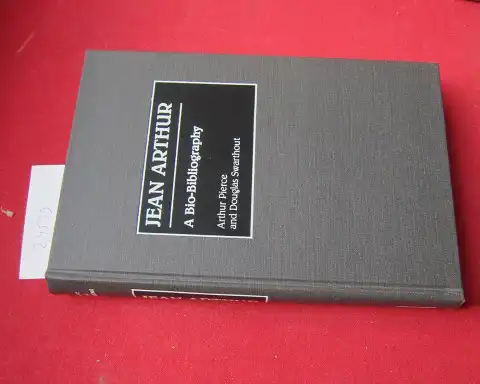 JEAN ARTHUR
A Bio-Bibliography
Arthur Pierce
and Douglas Swarthout
JEAN ARTHUR